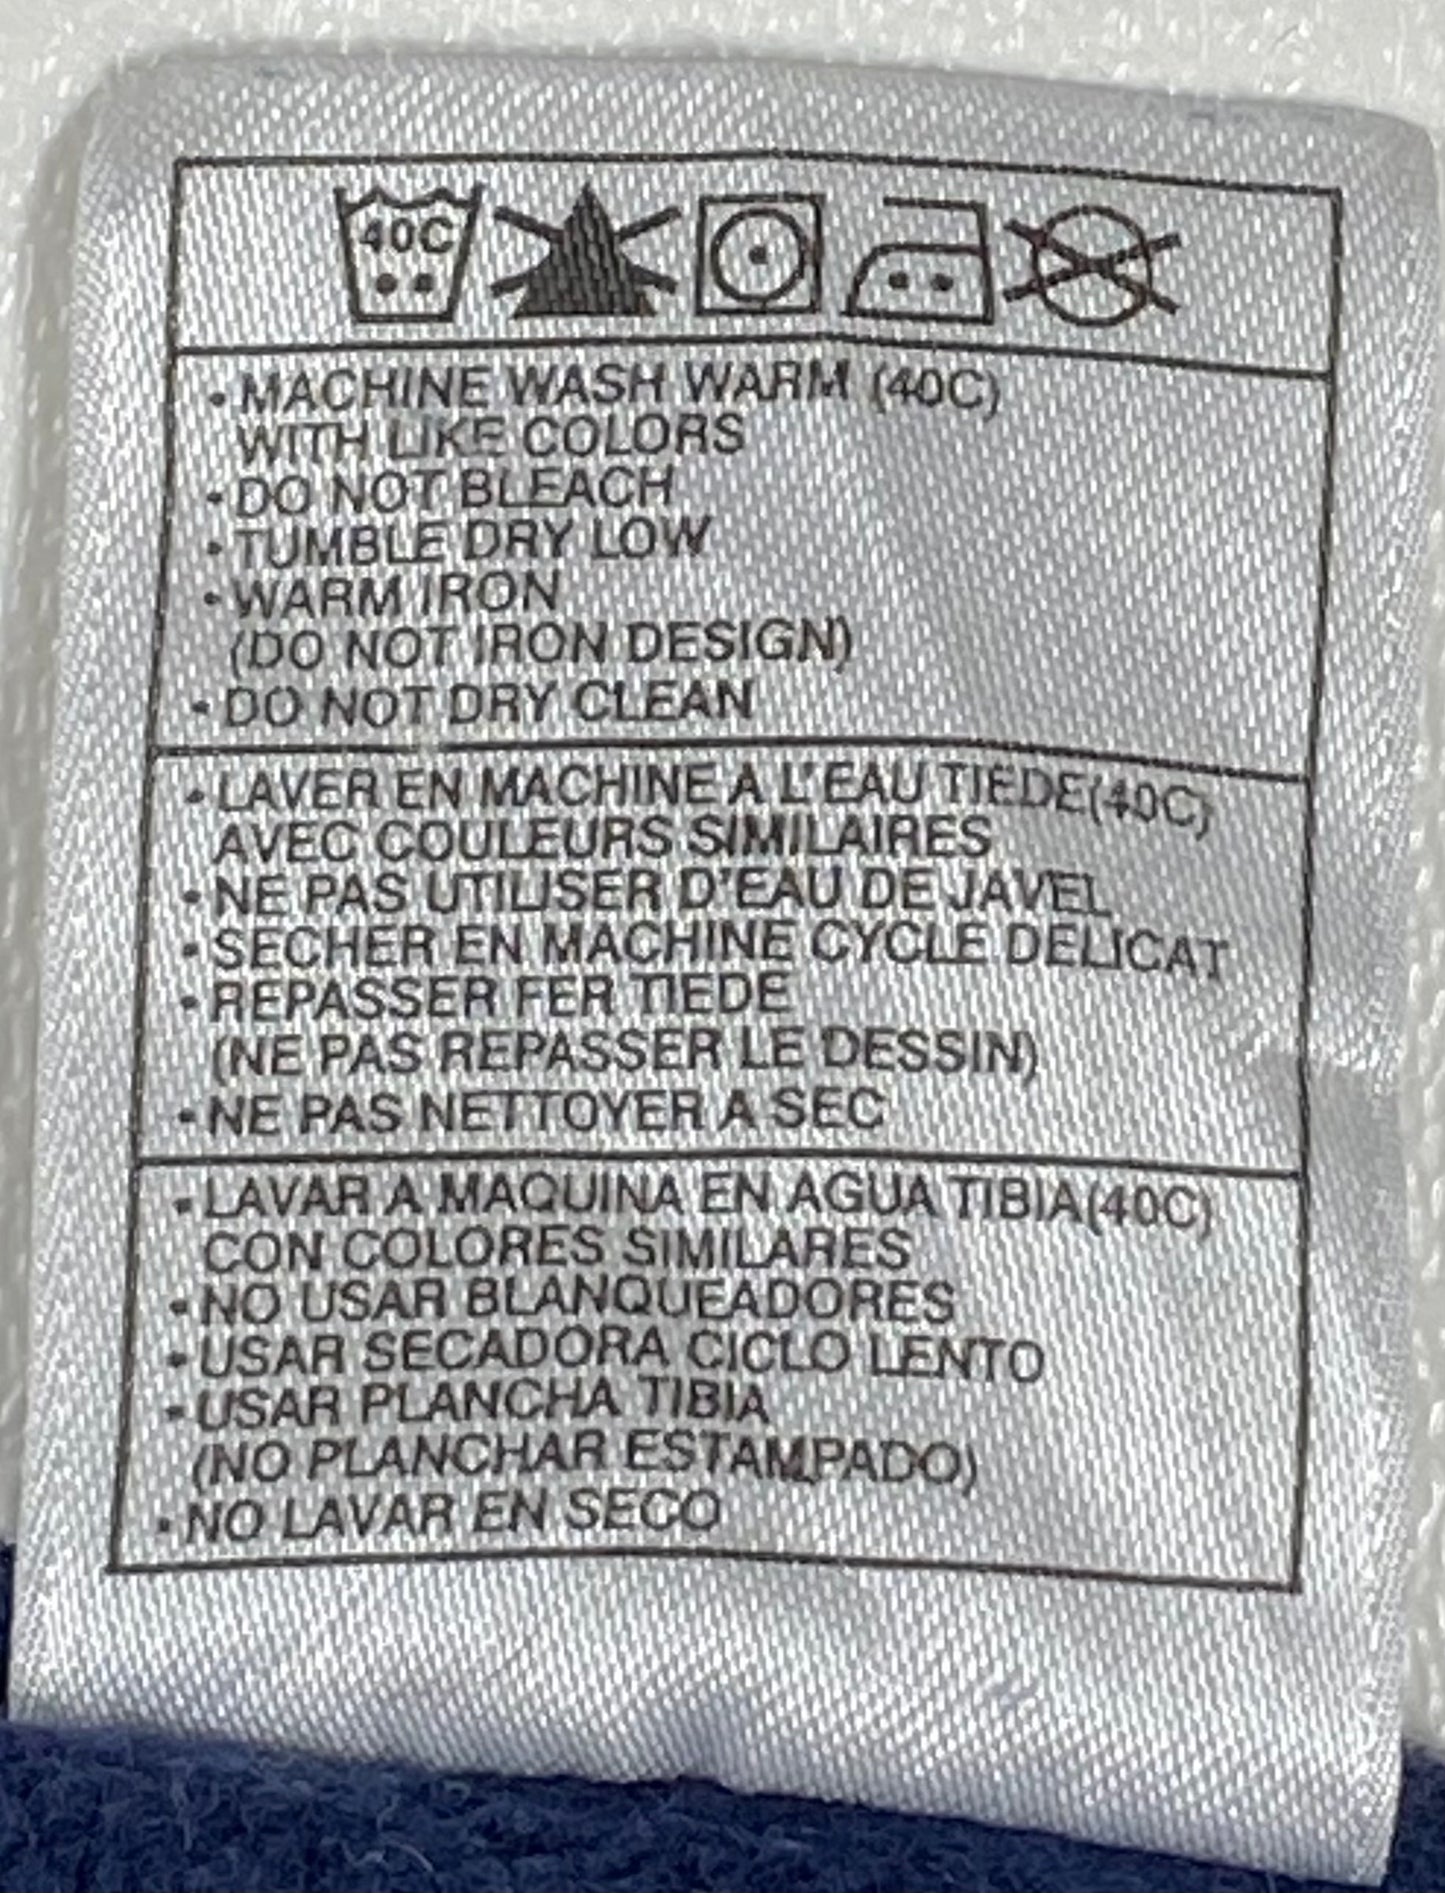 40C
• MACHINE WASH WARM (40C)
WITH LIKE COLORS
• DO NOT BLEACH
• TUMBLE DRY LOW
• WARM IRON
(DO NOT IRON DESIGN)
• DO NOT DRY CLEAN
• LAVER EN MACHINE A L'EAU TIEDE(40C)
AVEC COULEURS SIMILAIRES
• NE PAS UTILISER D'EAU DE JAVEL
• SECHER EN MACHINE CYCLE DELICAT
• REPASSER FER TIEDE
(NE PAS REPASSER LE DESSIN)
• NE PAS NETTOYER A SEC
• LAVAR A MAQUINA EN AGUA TIBIA(40C)
CON COLORES SIMILARES
• NO USAR BLANQUEADORES
• USAR SECADORA CICLO LENTO
• USAR PLANCHA TIBIA
(NO PLANCHAR ESTAMPADO)
• NO LAVAR EN SECO